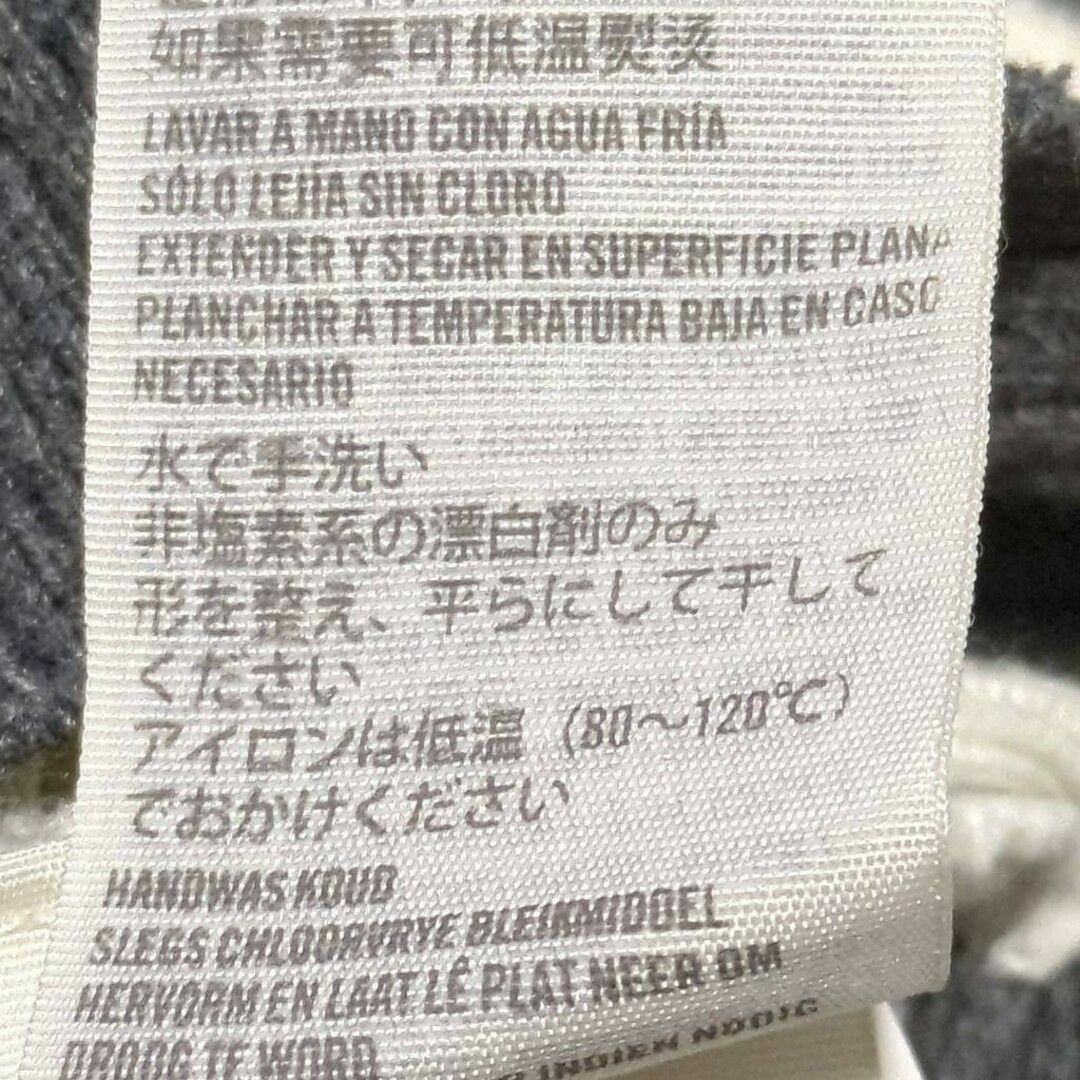 如果需要可低温熨烫
LAVAR A MANO CON AGUA FRÍA
SÓLO LEJIA SIN CLORO
EXTENDER Y SECAR EN SUPERFICIE PLANA
PLANCHAR A TEMPERATURA BAJA EN CASO
NECESARIO
水で手洗い
非塩素系の漂白剤のみ
形を整え、平らにして干して
ください
アイロンは低温（80〜120℃）
でおかけください
HANDWAS KOUD
SLEGS CHLOORVRYE BLEIKMIDDEL
HERVORM EN LAAT LÊ PLAT NEER OM
DROOG TE WORD
INDIEN NODIG